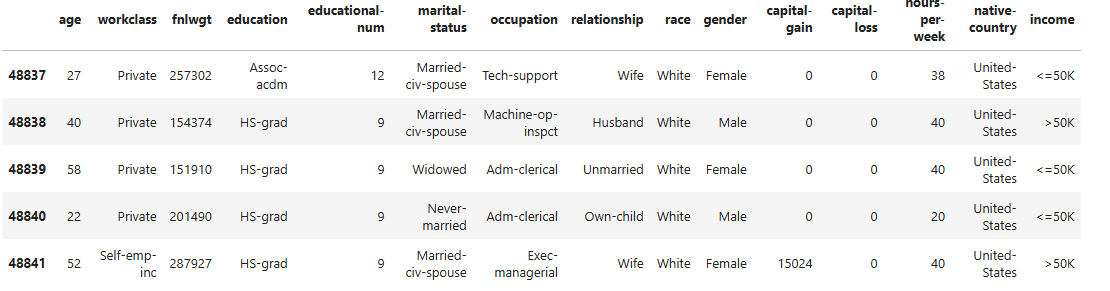 age workclass fnlwgt education educational-num marital-status occupation relationship race gender capital-gain capital-loss hours-per-week native-country income
48837 27 Private 257302 Assoc-acdm 12 Married-civ-spouse Tech-support Wife White Female 0 0 38 United-States <=50K
48838 40 Private 154374 HS-grad 9 Married-civ-spouse Machine-op-inspct Husband White Male 0 0 40 United-States >50K
48839 58 Private 151910 HS-grad 9 Widowed Adm-clerical Unmarried White Female 0 0 40 United-States <=50K
48840 22 Private 201490 HS-grad 9 Never-married Adm-clerical Own-child White Male 0 0 20 United-States <=50K
48841 52 Self-emp-inc 287927 HS-grad 9 Married-civ-spouse Exec-managerial Wife White Female 15024 0 40 United-States >50K